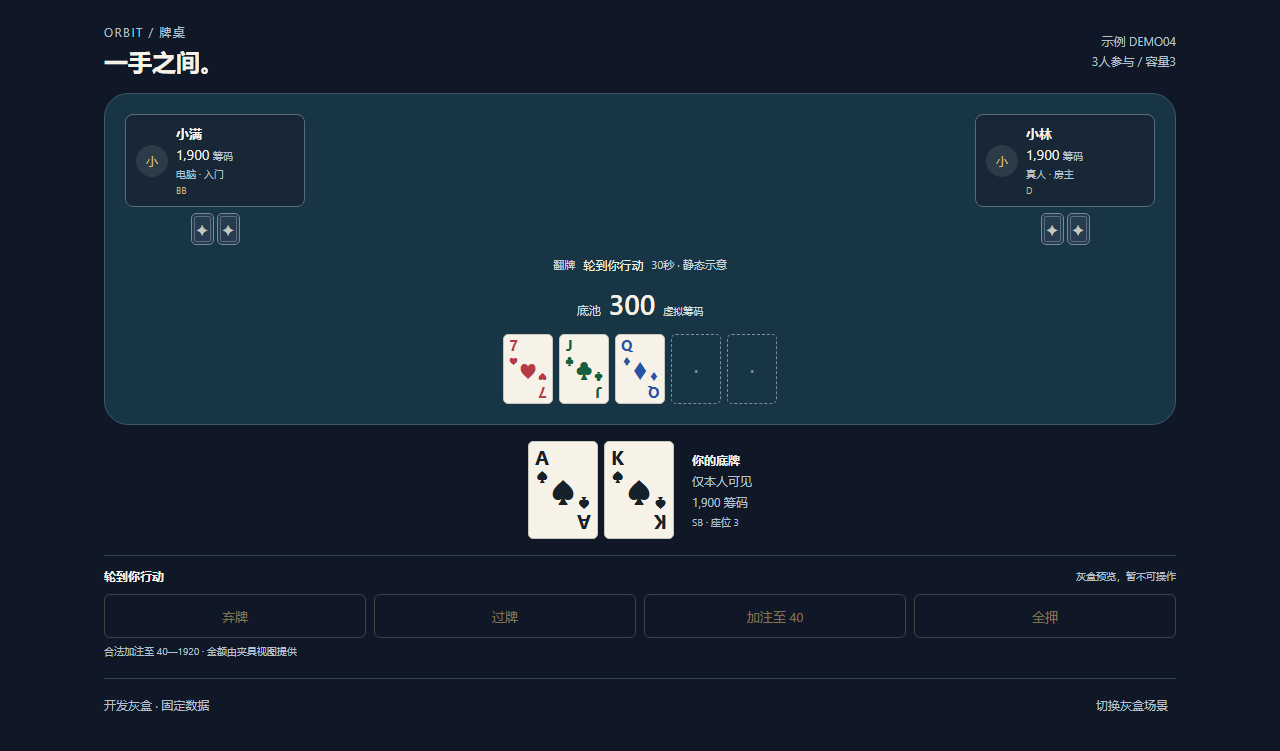 ORBIT / 牌桌
一手之间。
示例 DEMO04
3人参与 / 容量3
小
小满
1,900 筹码
电脑 · 入门
BB
小
小林
1,900 筹码
真人 · 房主
D
翻牌 轮到你行动 30秒 · 静态示意
底池 300 虚拟筹码
7 J Q
7 J Q
A K
A K
你的底牌
仅本人可见
1,900 筹码
SB · 座位 3
轮到你行动
灰盒预览，暂不可操作
弃牌
过牌
加注至 40
全押
合法加注至 40—1920 · 金额由夹具视图提供
开发灰盒 · 固定数据
切换灰盒场景